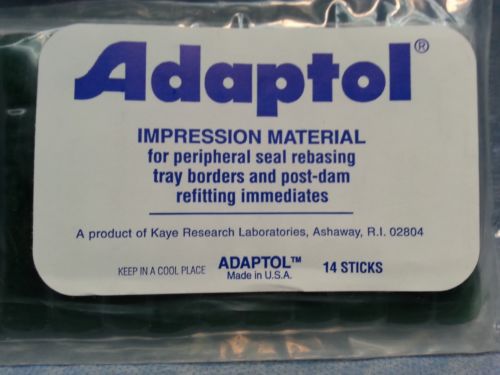 Adaptol®
IMPRESSION MATERIAL
for peripheral seal rebasing
tray borders and post-dam
refitting immediates
A product of Kaye Research Laboratories, Ashaway, R.I. 02804
KEEP IN A COOL PLACE ADAPTOL™ 14 STICKS
Made in U.S.A.